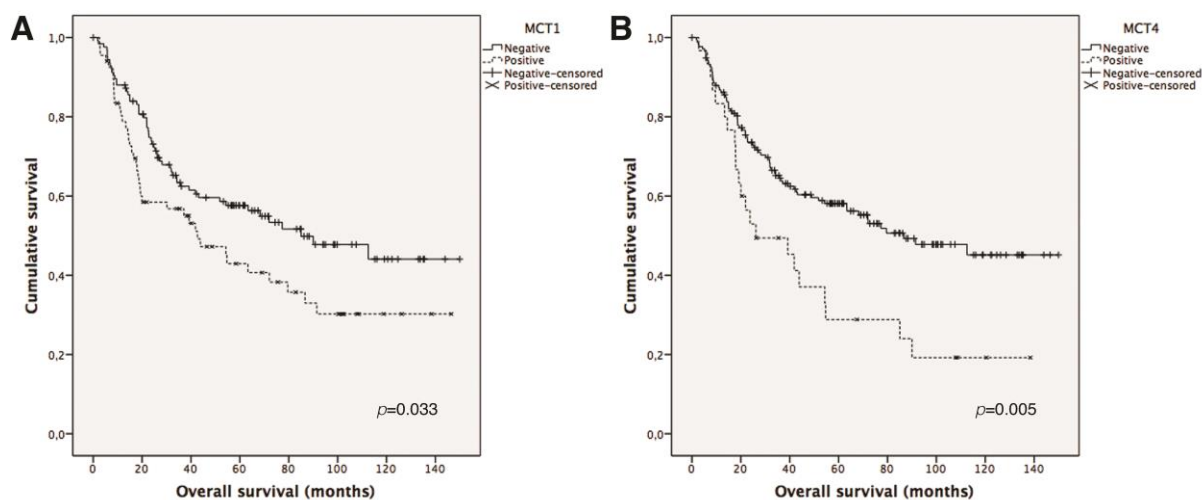 A
MCT1
Negative
Positive
Negative-censored
Positive-censored
Cumulative survival
1,0
0,8
0,6
0,4
0,2
0,0
p=0.033
0 20 40 60 80 100 120 140
Overall survival (months)
B
MCT4
Negative
Positive
Negative-censored
Positive-censored
Cumulative survival
1,0
0,8
0,6
0,4
0,2
0,0
p=0.005
0 20 40 60 80 100 120 140
Overall survival (months)